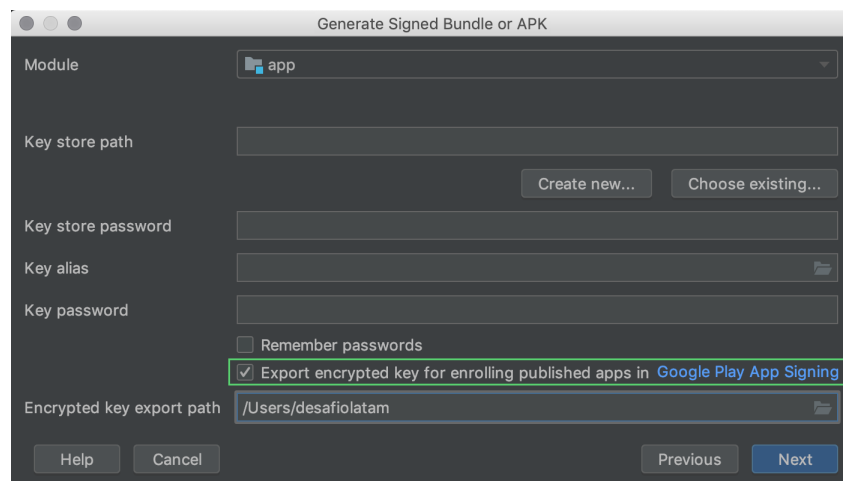 Generate Signed Bundle or APK
Module
app
Key store path
Create new...
Choose existing...
Key store password
Key alias
Key password
Remember passwords
Export encrypted key for enrolling published apps in Google Play App Signing
Encrypted key export path
/Users/desafiolatam
Help
Cancel
Previous
Next